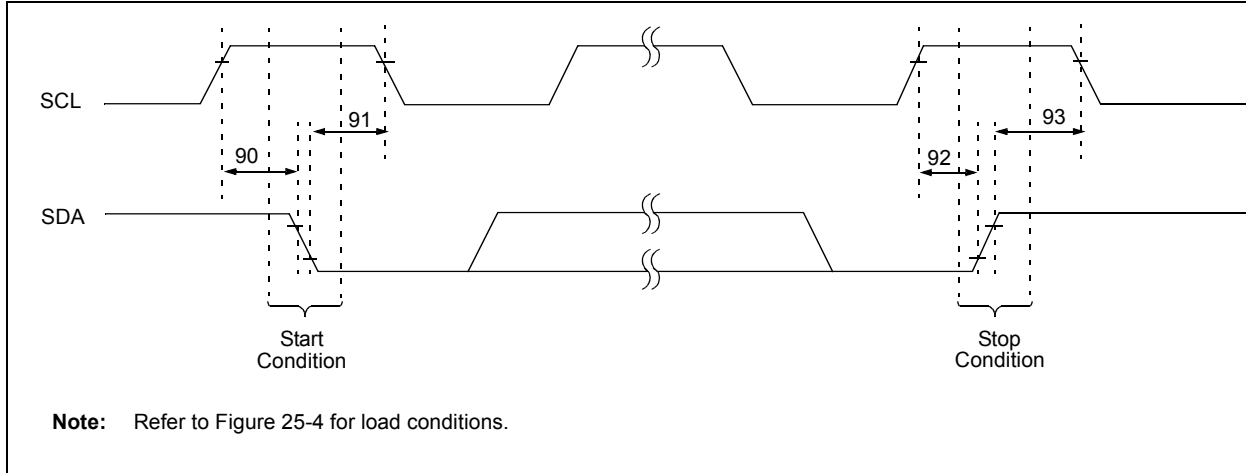 SCL
91
93
90
92
SDA
Start
Condition
Stop
Condition
Note: Refer to Figure 25-4 for load conditions.